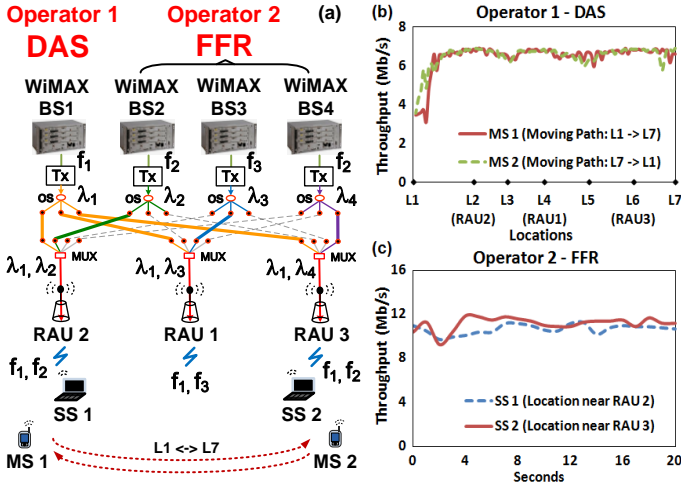 Operator 1
DAS
Operator 2
FFR
(a)
WiMAX
BS1
WiMAX
BS2
WiMAX
BS3
WiMAX
BS4
f1
f2
f3
f2
Tx
Tx
Tx
Tx
OS
λ1
OS
λ2
OS
λ3
OS
λ4
MUX
MUX
MUX
λ1, λ2
λ1, λ3
λ1, λ4
RAU 2
RAU 1
RAU 3
f1, f2
f1, f3
f1, f2
SS 1
SS 2
L1 <-> L7
MS 1
MS 2
(b)
Operator 1 - DAS
Throughput (Mb/s)
8
6
4
2
0
MS 1 (Moving Path: L1 -> L7)
MS 2 (Moving Path: L7 -> L1)
L1
L2
L3
L4
L5
L6
L7
(RAU2)
(RAU1)
(RAU3)
Locations
(c)
Operator 2 - FFR
Throughput (Mb/s)
16
12
8
4
0
SS 1 (Location near RAU 2)
SS 2 (Location near RAU 3)
0
4
8
12
16
20
Seconds